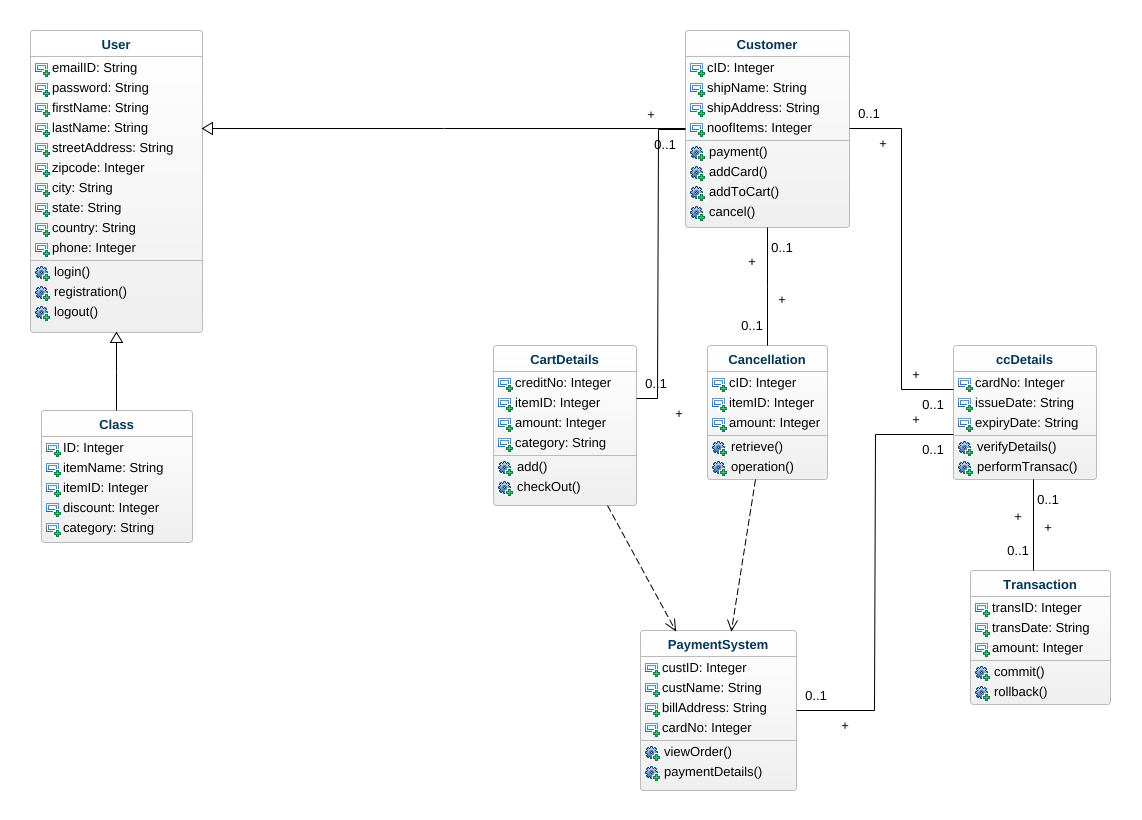 User
emailID: String
password: String
firstName: String
lastName: String
streetAddress: String
zipcode: Integer
city: String
state: String
country: String
phone: Integer
login()
registration()
logout()
Customer
cID: Integer
shipName: String
shipAddress: String
noofItems: Integer
payment()
addCard()
addToCart()
cancel()
+
0..1
0..1
+
0..1
+
+
0..1
0..1
+
+
0..1
+
0..1
Class
ID: Integer
itemName: String
itemID: Integer
discount: Integer
category: String
CartDetails
creditNo: Integer
itemID: Integer
amount: Integer
category: String
add()
checkOut()
Cancellation
cID: Integer
itemID: Integer
amount: Integer
retrieve()
operation()
ccDetails
cardNo: Integer
issueDate: String
expiryDate: String
verifyDetails()
performTransac()
0..1
+
+
0..1
Transaction
transID: Integer
transDate: String
amount: Integer
commit()
rollback()
PaymentSystem
custID: Integer
custName: String
billAddress: String
cardNo: Integer
viewOrder()
paymentDetails()
0..1
+
+
0..1